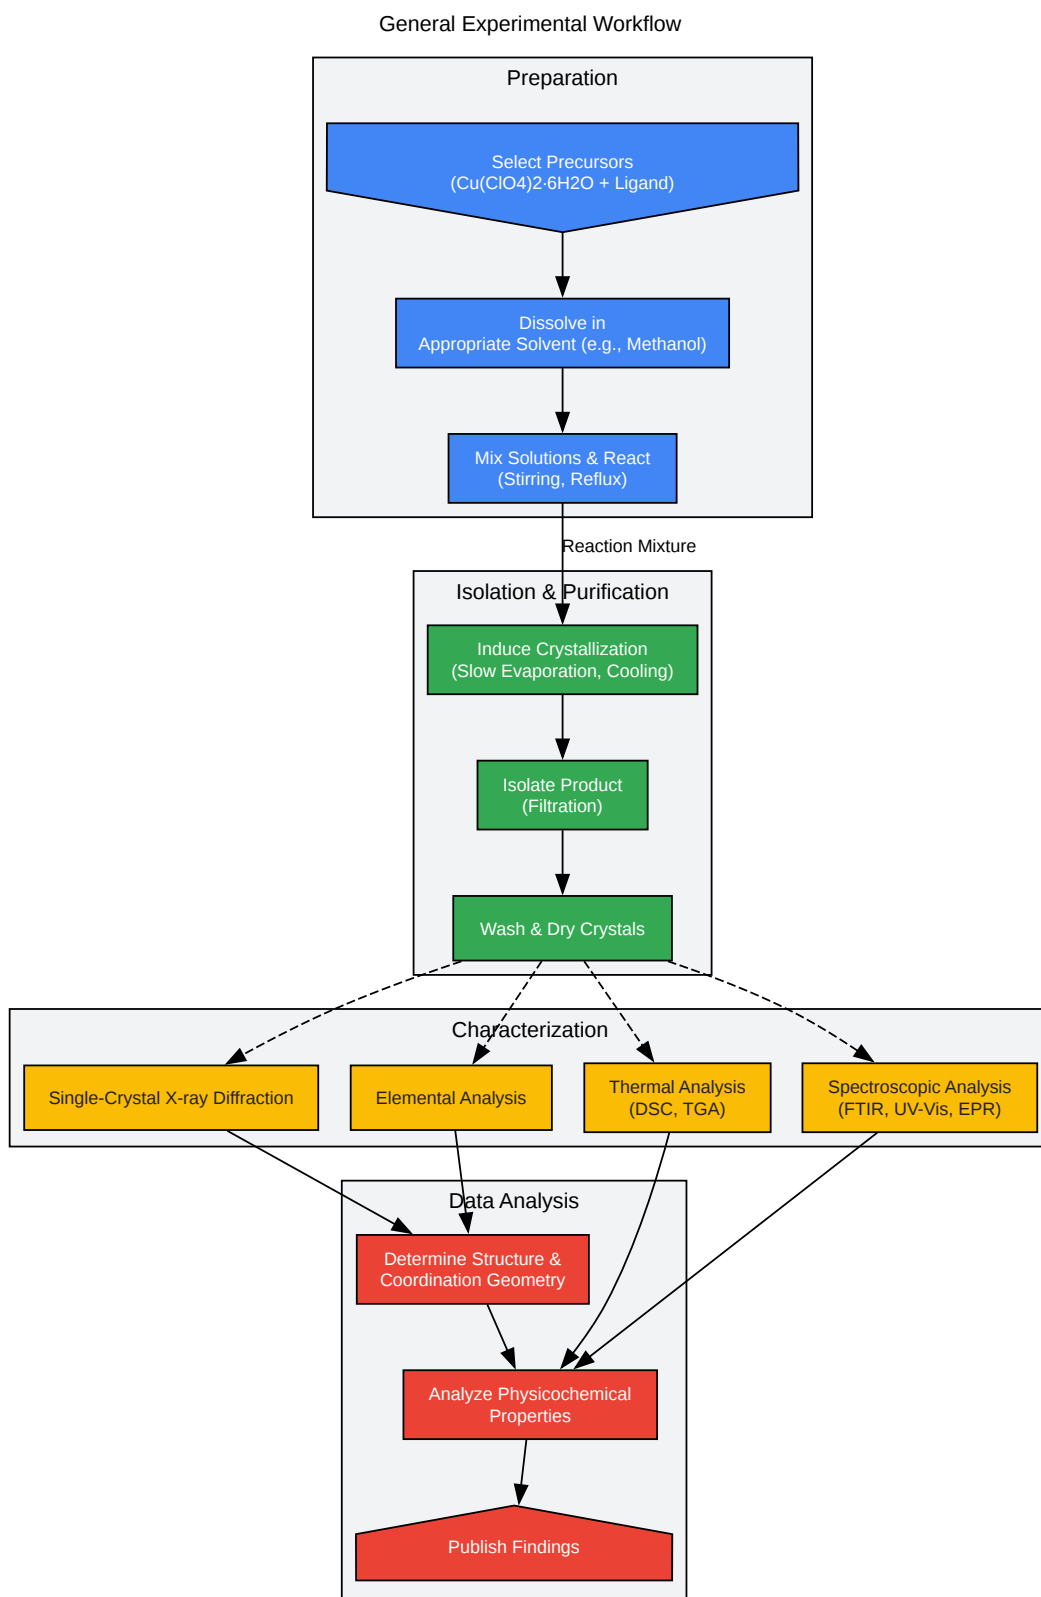 General Experimental Workflow
Preparation
Select Precursors
(Cu(ClO4)2·6H2O + Ligand)
Dissolve in
Appropriate Solvent (e.g., Methanol)
Mix Solutions & React
(Stirring, Reflux)
Reaction Mixture
Isolation & Purification
Induce Crystallization
(Slow Evaporation, Cooling)
Isolate Product
(Filtration)
Wash & Dry Crystals
Characterization
Single-Crystal X-ray Diffraction
Elemental Analysis
Thermal Analysis
(DSC, TGA)
Spectroscopic Analysis
(FTIR, UV-Vis, EPR)
Data Analysis
Determine Structure &
Coordination Geometry
Analyze Physicochemical
Properties
Publish Findings